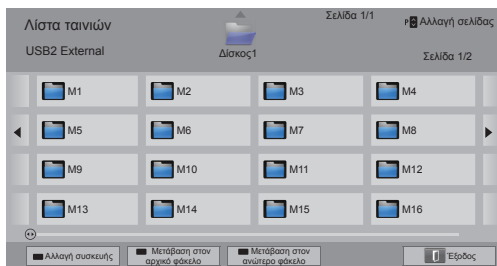 Λίστα ταινιών
Σελίδα 1/1
P Αλλαγή σελίδας
USB2 External
Δίσκος1
Σελίδα 1/2
M1
M2
M3
M4
M5
M6
M7
M8
M9
M10
M11
M12
M13
M14
M15
M16
Αλλαγή συσκευής
Μετάβαση στον
αρχικό φάκελο
Μετάβαση στον
ανώτερο φάκελο
Έξοδος